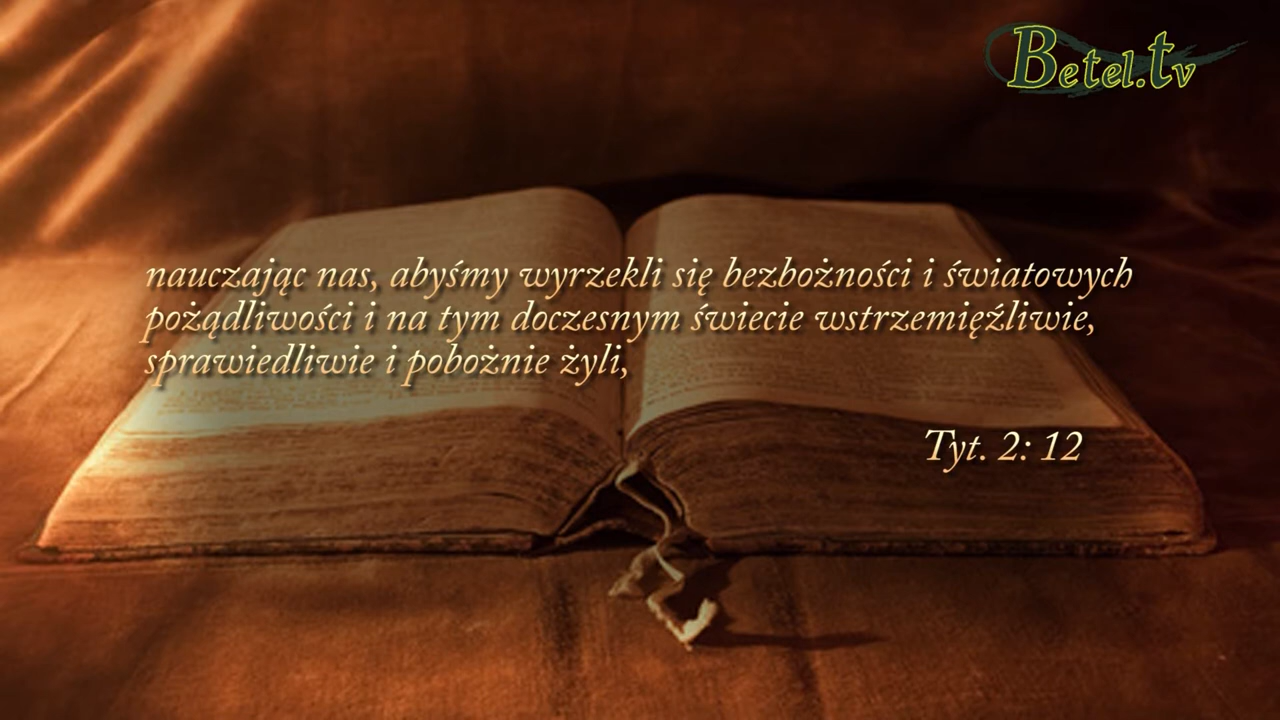 Betel.tv
nauczając nas, abyśmy wyrzekli się bezbożności i światowych
pożądliwości i na tym doczesnym świecie wstrzemięźliwie,
sprawiedliwie i pobożnie żyli,
Tyt. 2: 12